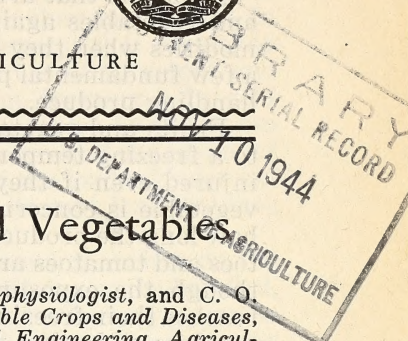 ICULTURE
LIBRARY
CURRENT SERIAL RECORD
NOV 10 1944
U.S. DEPARTMENT OF AGRICULTURE
Vegetables
physiologist, and C. O.
ble Crops and Diseases,
Engineering, Agricul-